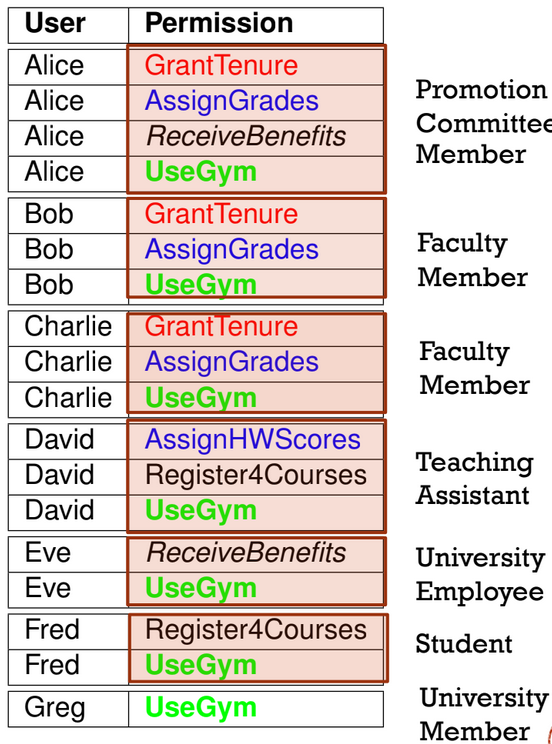 User Permission
Alice GrantTenure
Alice AssignGrades
Alice ReceiveBenefits
Alice UseGym
Promotion
Committee
Member
Bob GrantTenure
Bob AssignGrades
Bob UseGym
Faculty
Member
Charlie GrantTenure
Charlie AssignGrades
Charlie UseGym
Faculty
Member
David AssignHWScores
David Register4Courses
David UseGym
Teaching
Assistant
Eve ReceiveBenefits
Eve UseGym
University
Employee
Fred Register4Courses
Fred UseGym
Student
Greg UseGym
University
Member